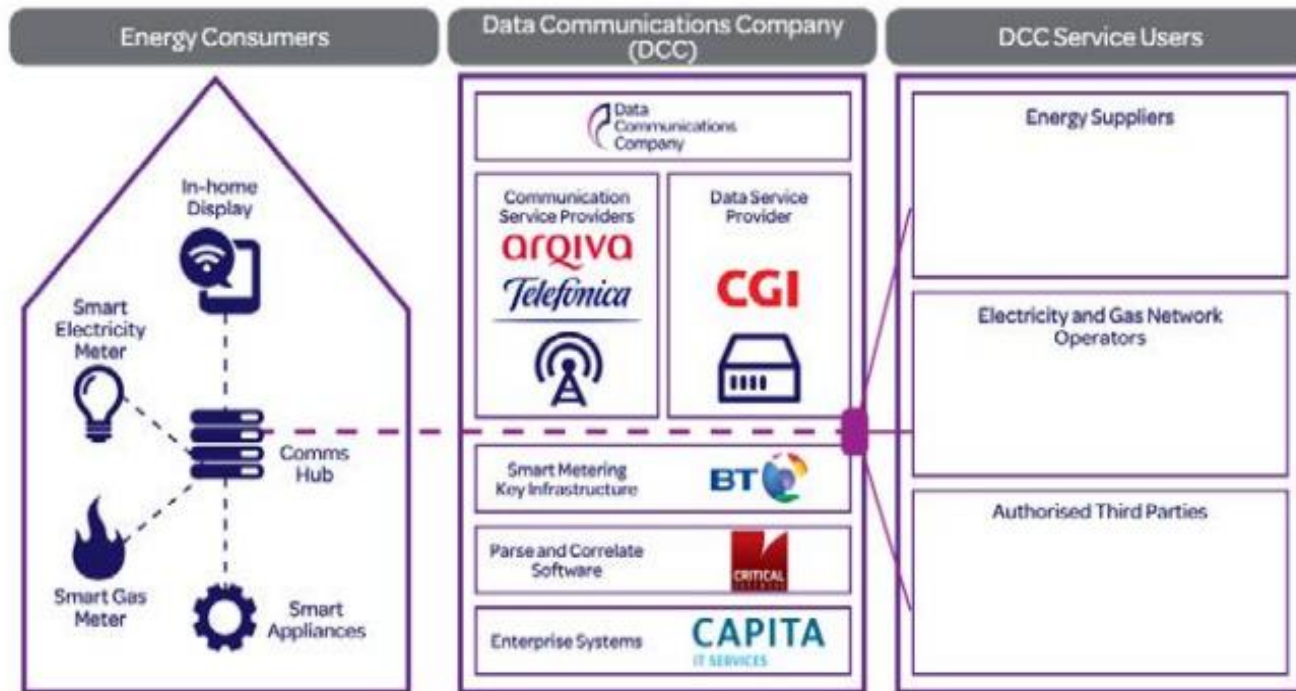 Energy Consumers
Data Communications Company
(DCC)
DCC Service Users
In-home
Display
Smart
Electricity
Meter
Comms
Hub
Smart Gas
Meter
Smart
Appliances
Data
Communications
Company
Communication
Service Providers
arqiva
Telefónica
Data Service
Provider
CGI
Smart Metering
Key Infrastructure
BT
Parse and Correlate
Software
CRITICAL
Enterprise Systems
CAPITA
IT SERVICES
Energy Suppliers
Electricity and Gas Network
Operators
Authorised Third Parties